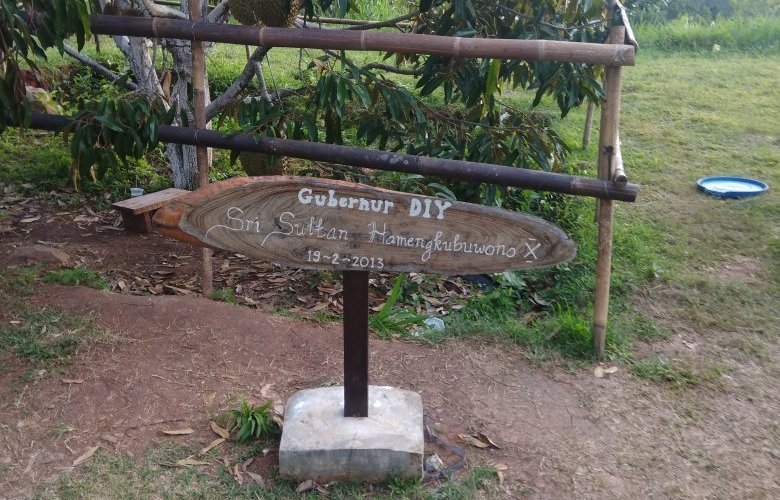 Gubernur DIY
Sri Sultan Hamengkubuwono X
19-2-2013